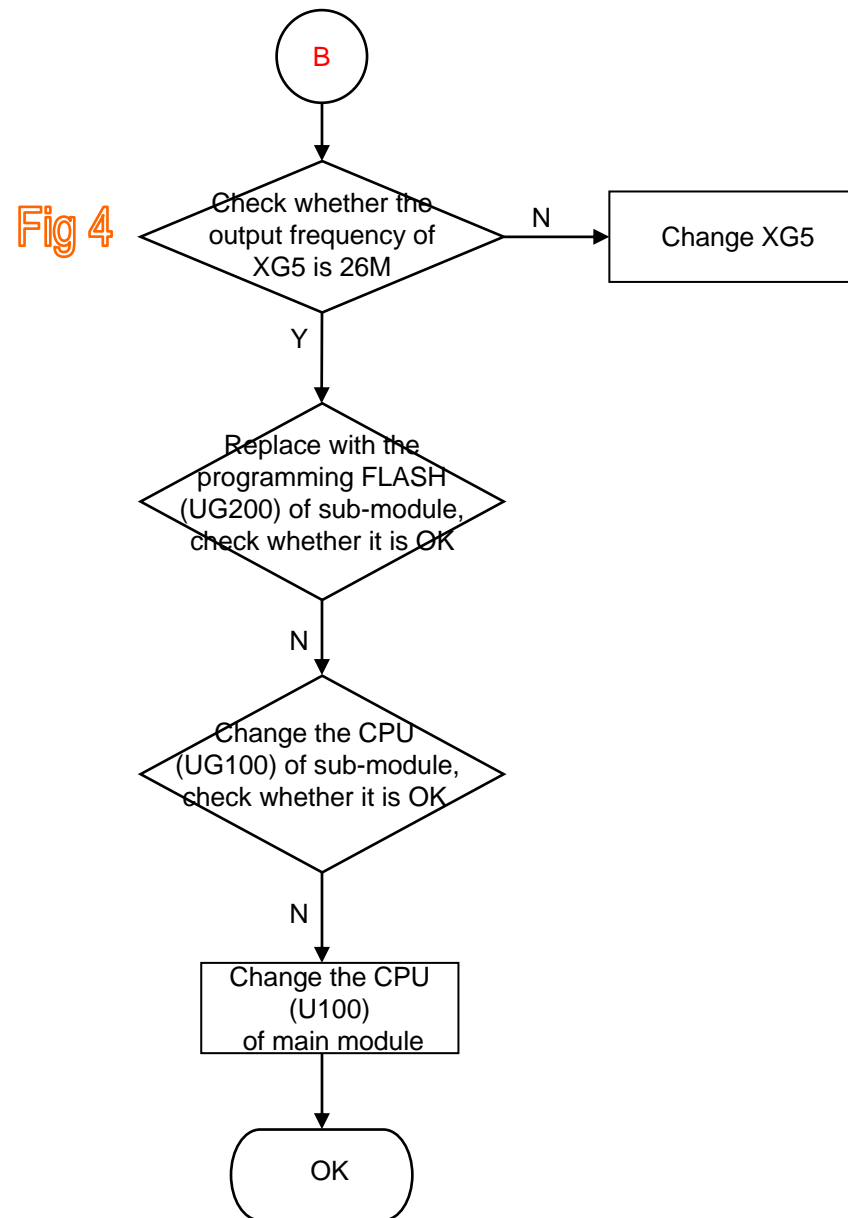 B
Fig 4
Check whether the
output frequency of
XG5 is 26M
N
Change XG5
Y
Replace with the
programming FLASH
(UG200) of sub-module,
check whether it is OK
N
Change the CPU
(UG100) of sub-module,
check whether it is OK
N
Change the CPU
(U100)
of main module
OK